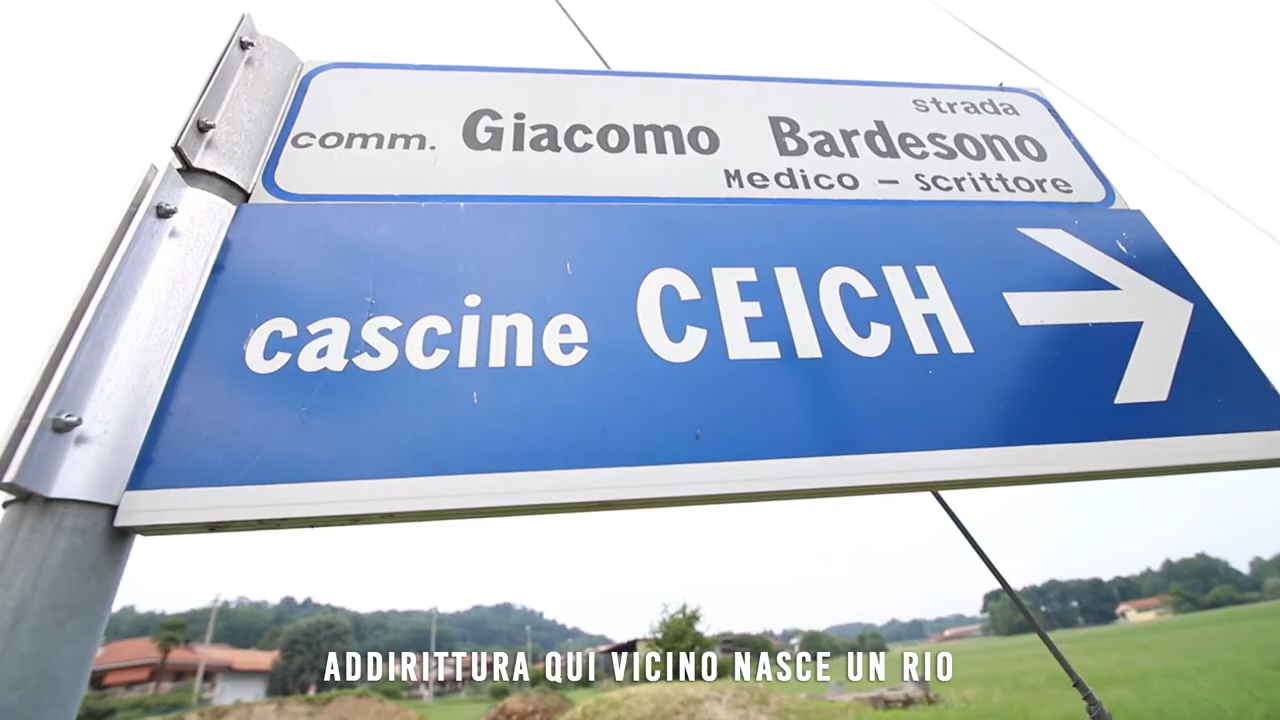 strada
comm. Giacomo Bardesono
Medico – Scrittore
cascine CEICH
ADDIRITTURA QUI VICINO NASCE UN RIO